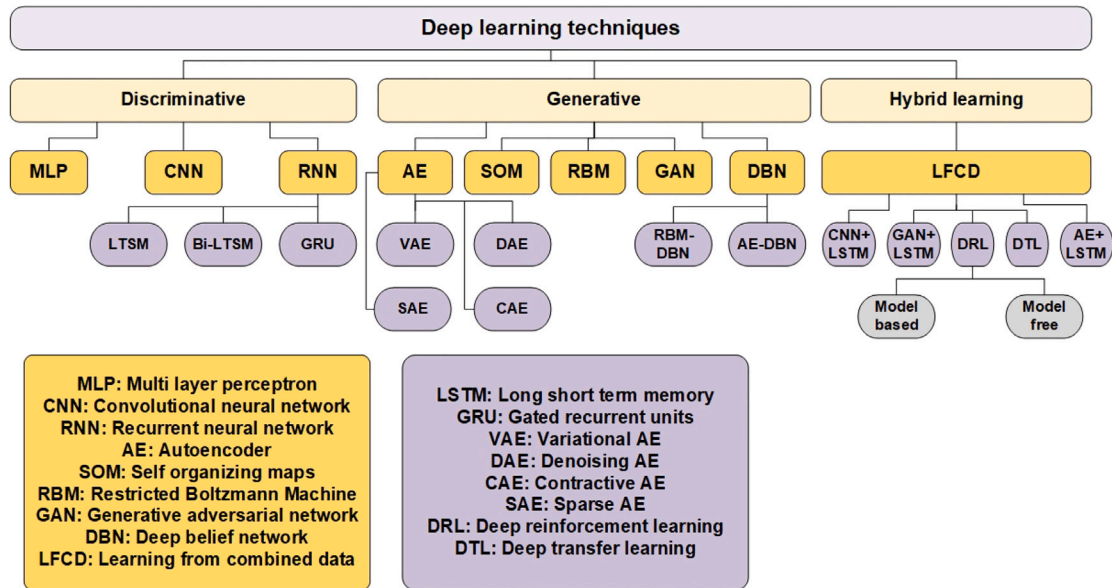 Deep learning techniques
Discriminative
Generative
Hybrid learning
MLP
CNN
RNN
AE
SOM
RBM
GAN
DBN
LFCD
LTSM
Bi-LTSM
GRU
VAE
DAE
RBM-
DBN
AE-DBN
CNN+
LSTM
GAN+
LSTM
DRL
DTL
AE+
LSTM
SAE
CAE
Model
based
Model
free
MLP: Multi layer perceptron
CNN: Convolutional neural network
RNN: Recurrent neural network
AE: Autoencoder
SOM: Self organizing maps
RBM: Restricted Boltzmann Machine
GAN: Generative adversarial network
DBN: Deep belief network
LFCD: Learning from combined data
LSTM: Long short term memory
GRU: Gated recurrent units
VAE: Variational AE
DAE: Denoising AE
CAE: Contractive AE
SAE: Sparse AE
DRL: Deep reinforcement learning
DTL: Deep transfer learning